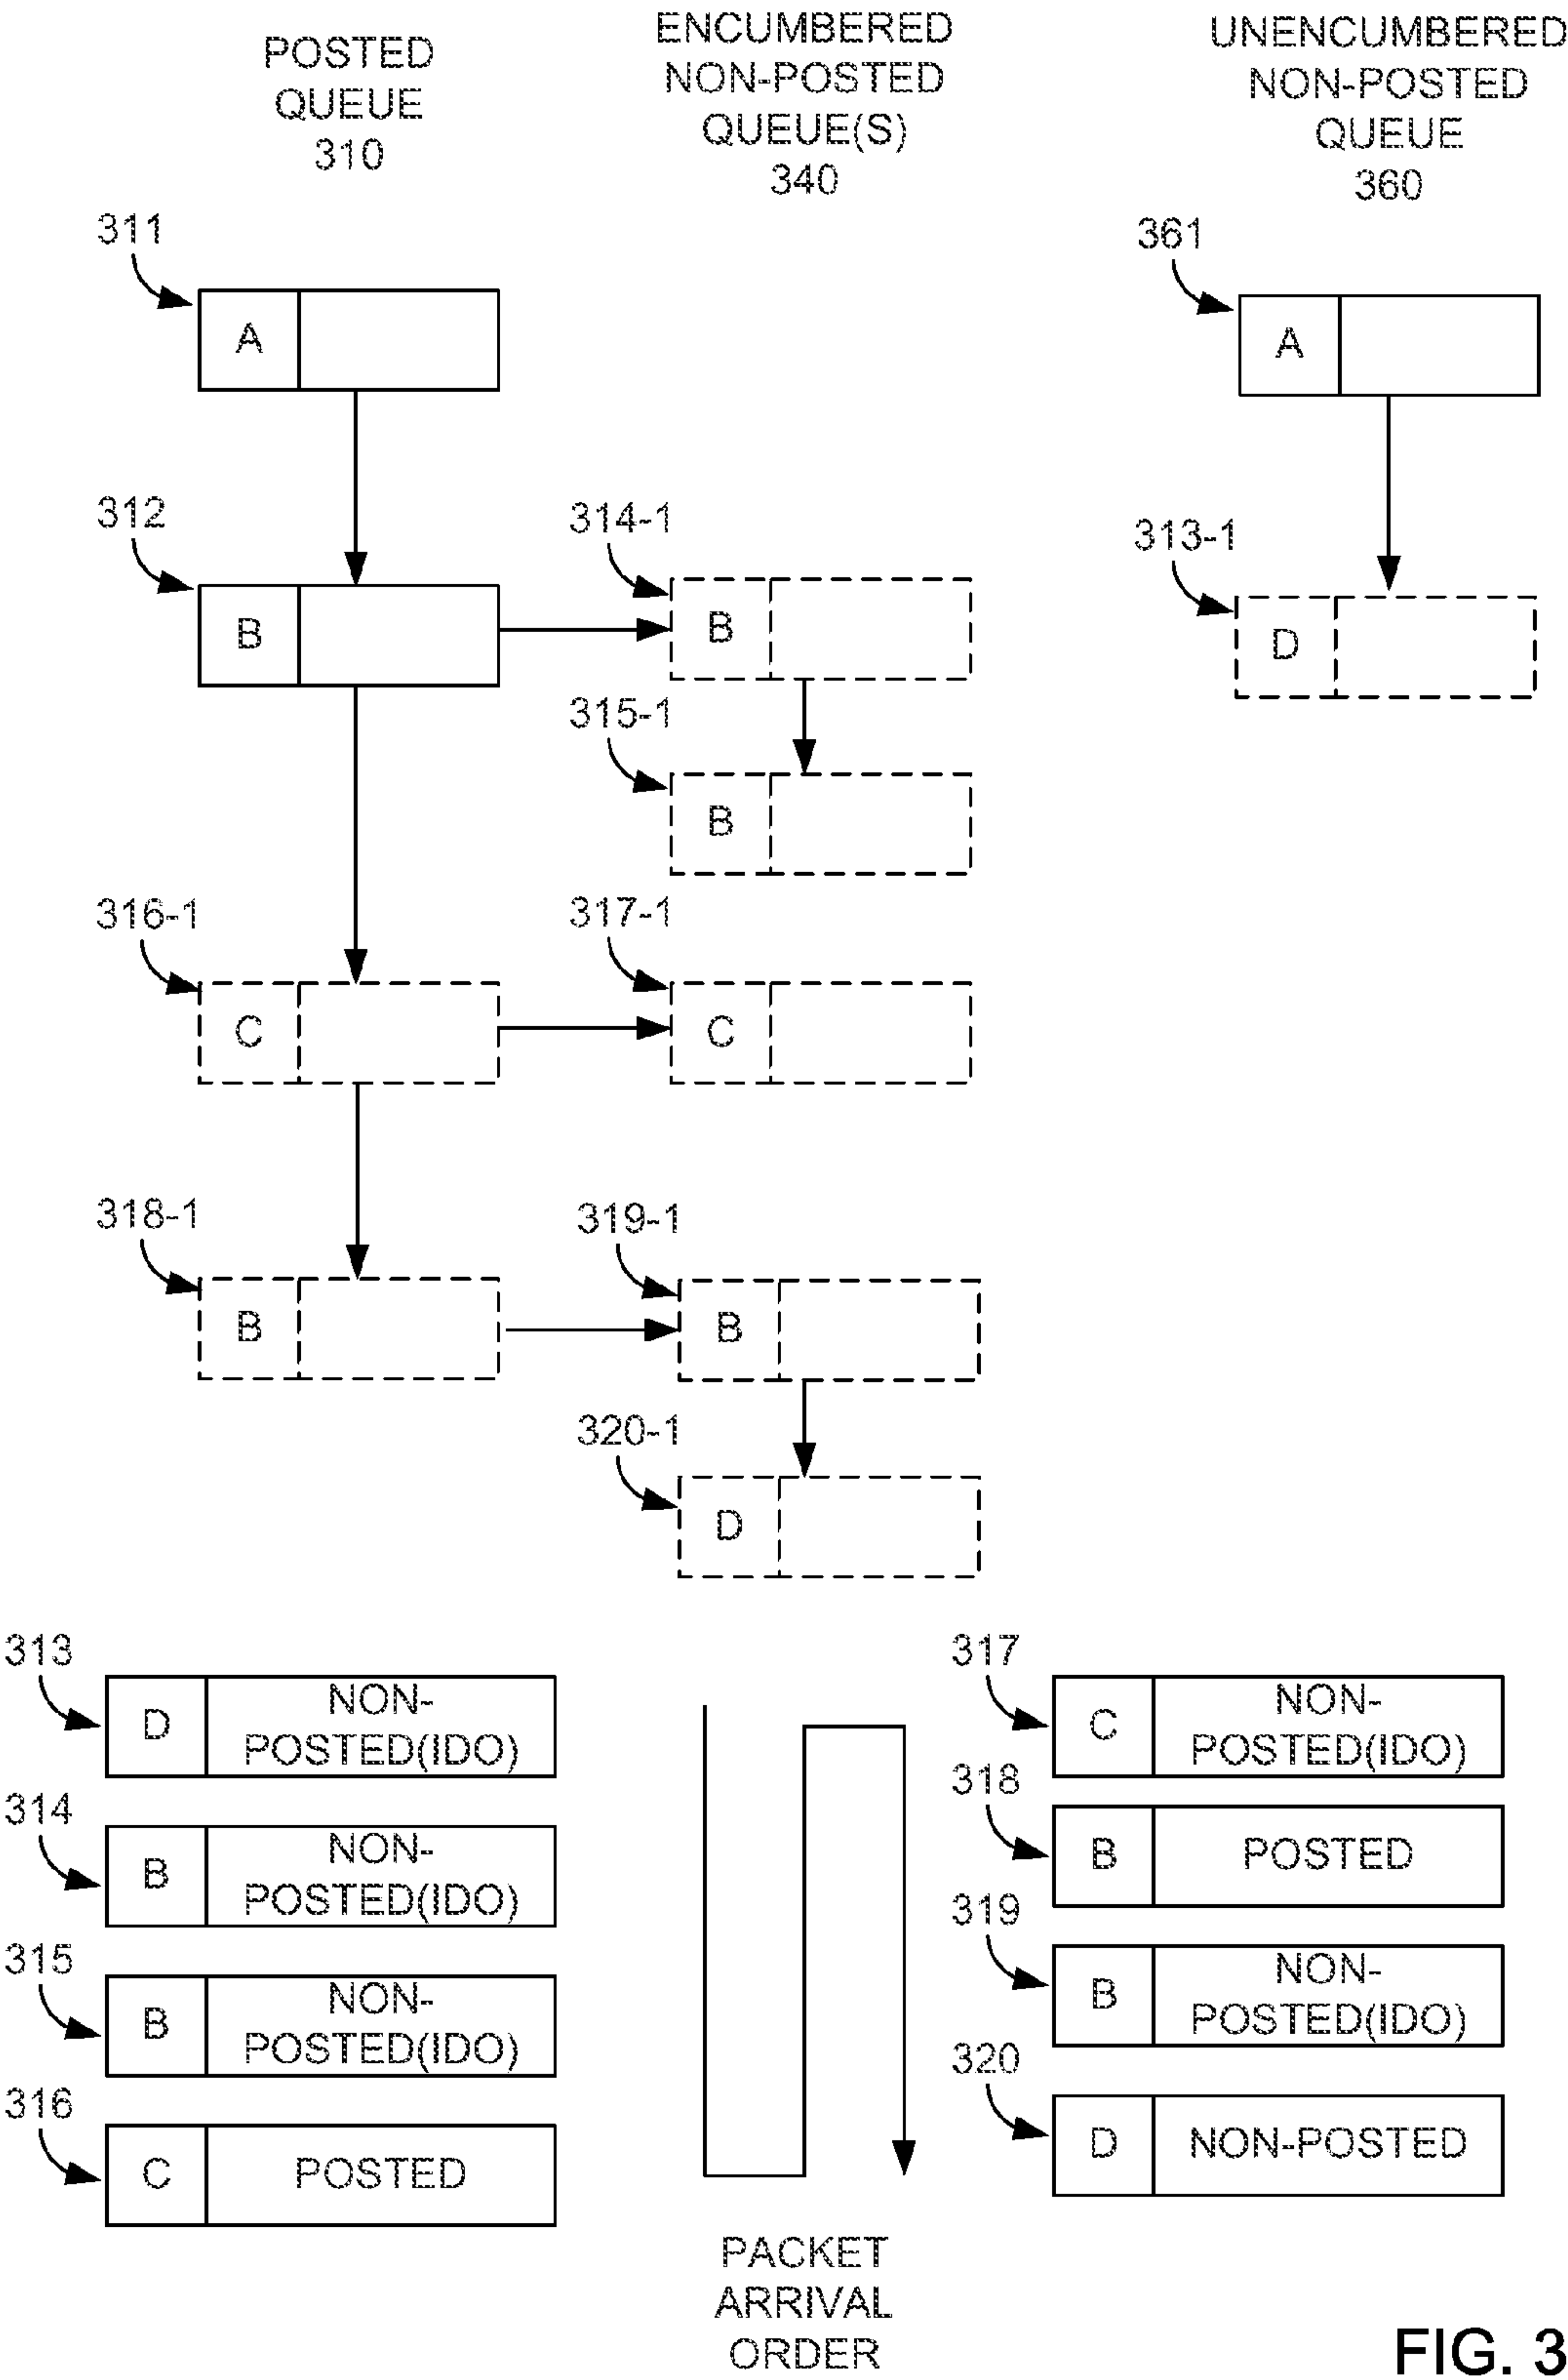 POSTED
QUEUE
310
ENCUMBERED
NON-POSTED
QUEUE(S)
340
UNENCUMBERED
NON-POSTED
QUEUE
360
311
A
361
A
312
B
314-1
B
313-1
D
315-1
B
316-1
C
317-1
C
318-1
B
319-1
B
320-1
D
313
D
NON-
POSTED(IDO)
314
B
NON-
POSTED(IDO)
315
B
NON-
POSTED(IDO)
316
C
POSTED
317
C
NON-
POSTED(IDO)
318
B
POSTED
319
B
NON-
POSTED(IDO)
320
D
NON-POSTED
PACKET
ARRIVAL
ORDER
FIG. 3